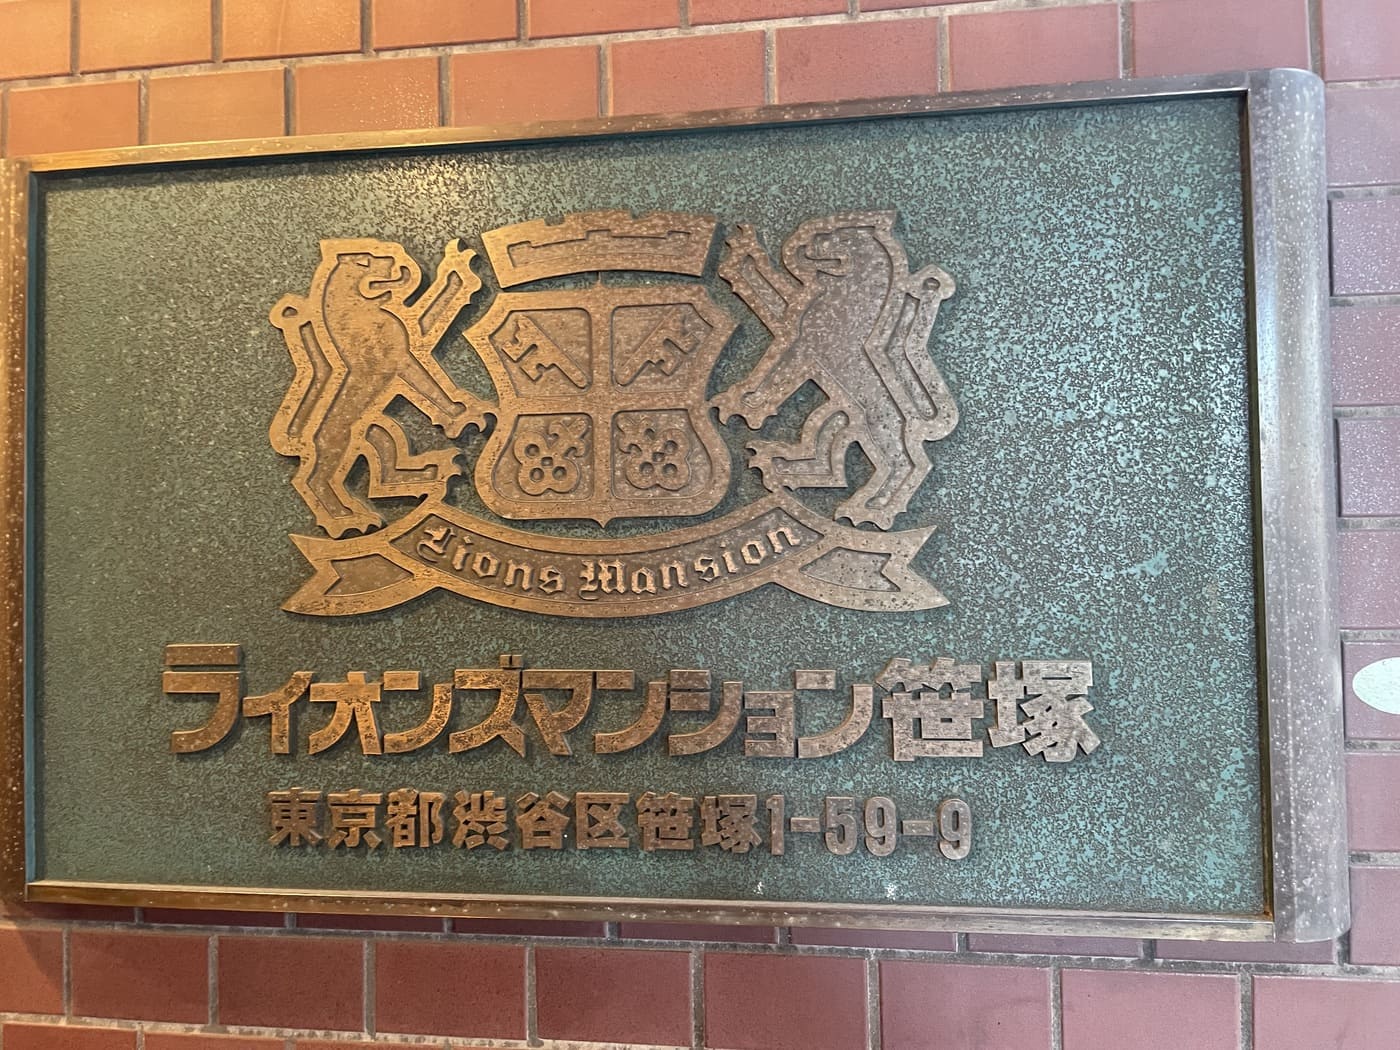 Lions Mansion
ライオンズマンション笹塚
東京都渋谷区笹塚1-59-9